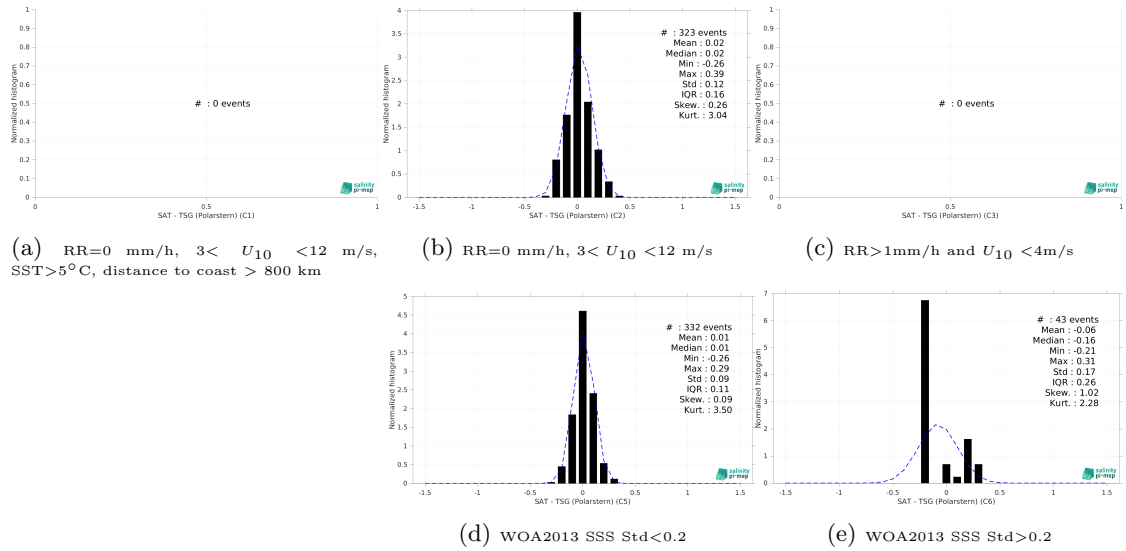 1
0.9
0.8
0.7
0.6
0.5
0.4
0.3
0.2
0.1
0
Normalized histogram
# : 0 events
salinity
pi-mep
0 0.5 1
SAT - TSG (Polarstern) (C1)
(a) RR=0 mm/h, 3< U10 <12 m/s,
SST>5°C, distance to coast > 800 km
4
3.5
3
2.5
2
1.5
1
0.5
0
Normalized histogram
# : 323 events
Mean : 0.02
Median : 0.02
Min : -0.26
Max : 0.39
Std : 0.12
IQR : 0.16
Skew. : 0.26
Kurt. : 3.04
salinity
pi-mep
-1.5 -1 -0.5 0 0.5 1 1.5
SAT - TSG (Polarstern) (C2)
(b) RR=0 mm/h, 3< U10 <12 m/s
1
0.9
0.8
0.7
0.6
0.5
0.4
0.3
0.2
0.1
0
Normalized histogram
# : 0 events
salinity
pi-mep
0 0.5 1
SAT - TSG (Polarstern) (C3)
(c) RR>1mm/h and U10 <4m/s
5
4.5
4
3.5
3
2.5
2
1.5
1
0.5
0
Normalized histogram
# : 332 events
Mean : 0.01
Median : 0.01
Min : -0.26
Max : 0.29
Std : 0.09
IQR : 0.11
Skew. : 0.09
Kurt. : 3.50
salinity
pi-mep
-1.5 -1 -0.5 0 0.5 1 1.5
SAT - TSG (Polarstern) (C5)
(d) WOA2013 SSS Std<0.2
7
6
5
4
3
2
1
0
Normalized histogram
# : 43 events
Mean : -0.06
Median : -0.16
Min : -0.21
Max : 0.31
Std : 0.17
IQR : 0.26
Skew. : 1.02
Kurt. : 2.28
salinity
pi-mep
-1.5 -1 -0.5 0 0.5 1 1.5
SAT - TSG (Polarstern) (C6)
(e) WOA2013 SSS Std>0.2